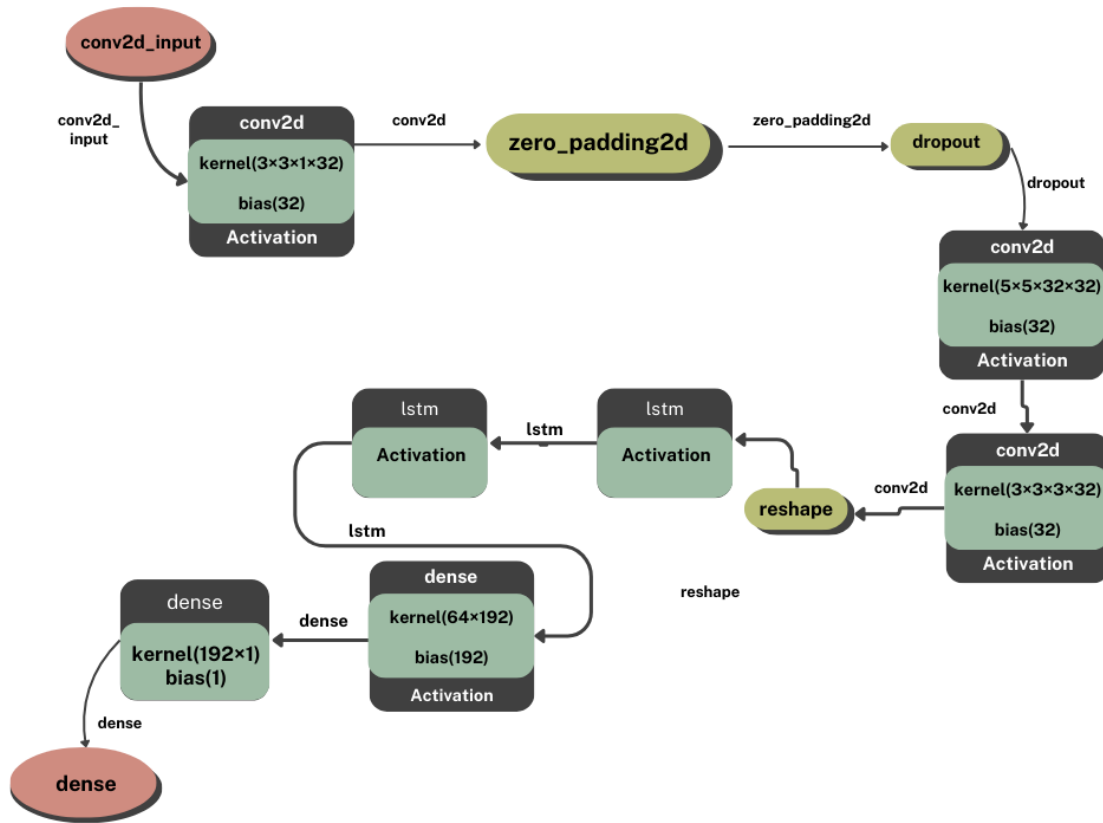 conv2d_input
conv2d_
input
conv2d
kernel(3×3×1×32)
bias(32)
Activation
conv2d
zero_padding2d
zero_padding2d
dropout
dropout
conv2d
kernel(5×5×32×32)
bias(32)
Activation
conv2d
conv2d
kernel(3×3×3×32)
bias(32)
Activation
conv2d
reshape
reshape
lstm
Activation
lstm
lstm
Activation
lstm
dense
kernel(64×192)
bias(192)
Activation
dense
dense
kernel(192×1)
bias(1)
dense
dense